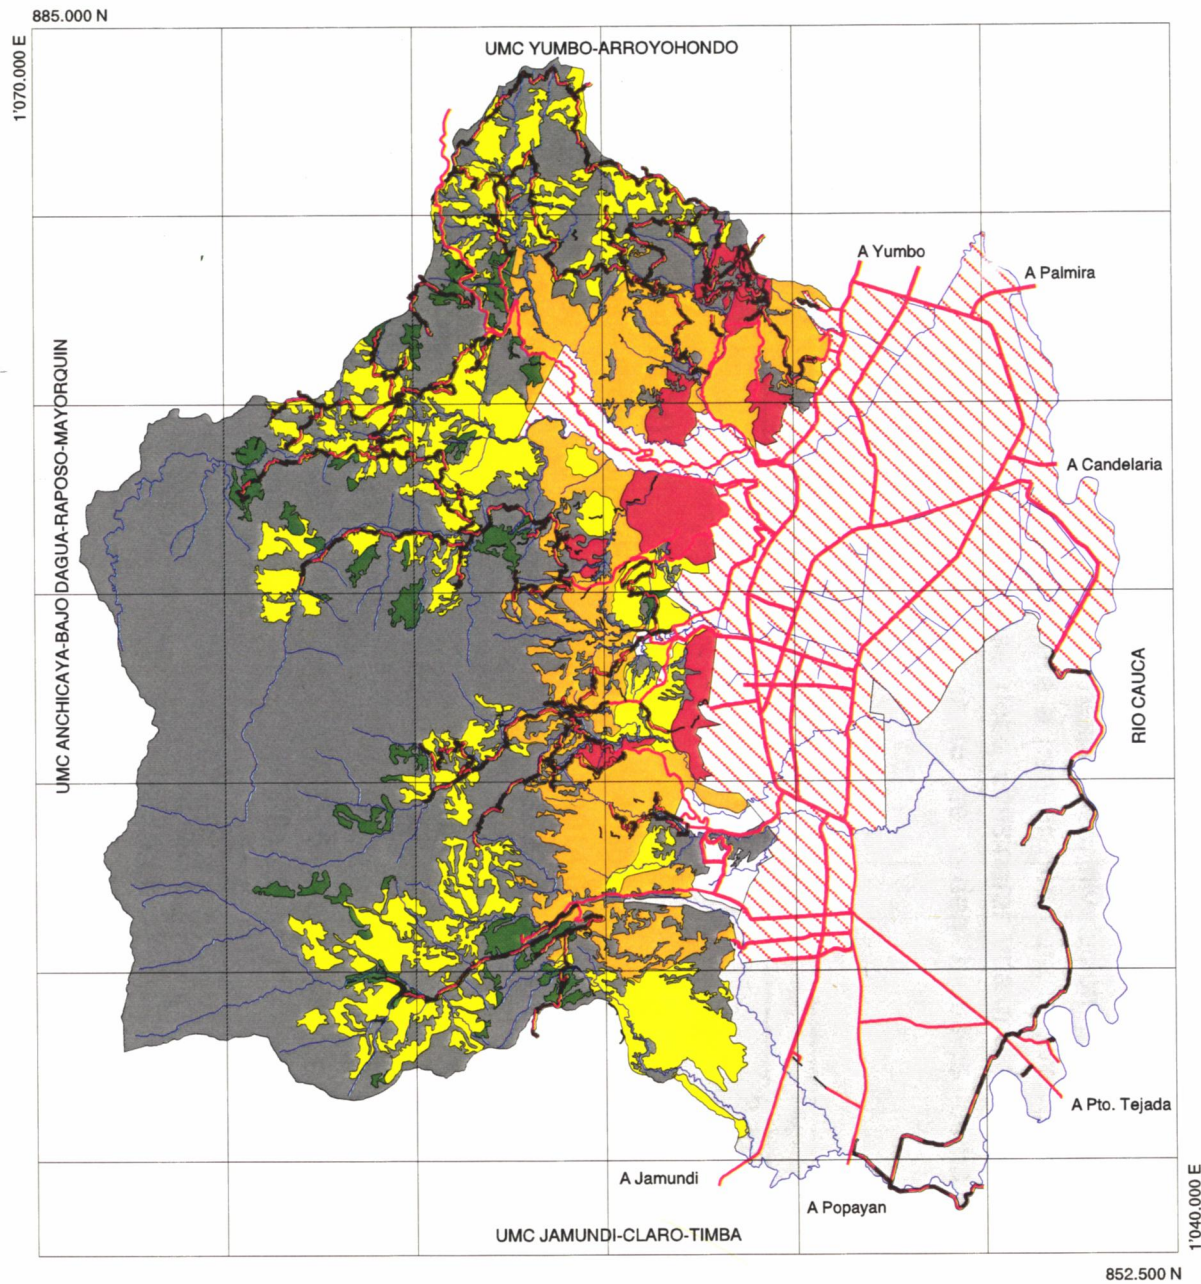 885.000 N
1'070.000 E
UMC YUMBO-ARROYOHONDO
A Yumbo
A Palmira
UMC ANCHICAYA-BAJO DAGUA-RAPOSO-MAYORQUIN
A Candelaria
RIO CAUCA
A Pto. Tejada
A Jamundi
A Popayan
UMC JAMUNDI-CLARO-TIMBA
1'040.000 E
852.500 N